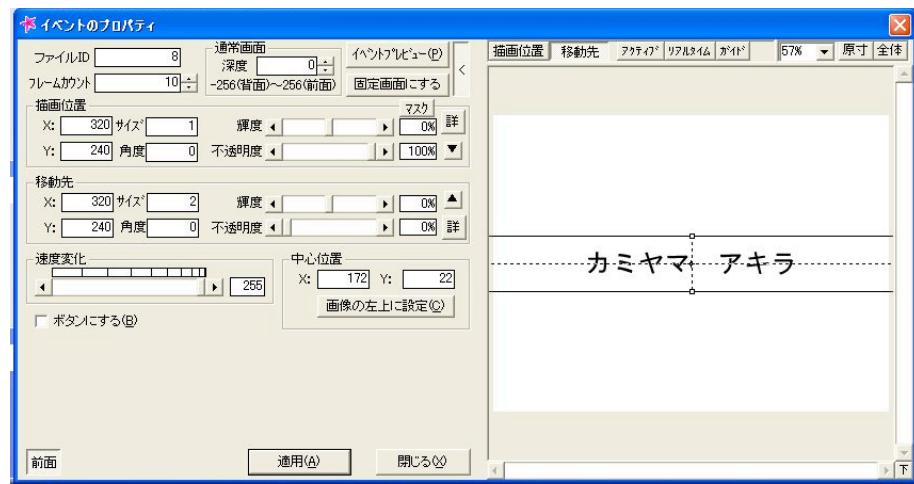 イベントのプロパティ
ファイルID 8
フレームカウント 10
通常画面
深度 0
-256(背面)~256(前面)
イベントプレビュー(P)
固定画面にする
<
描画位置
マスク
X: 320 サイズ 1 輝度 0% 詳
Y: 240 角度 0 不透明度 100% ▼
移動先
X: 320 サイズ 2 輝度 0% ▲
Y: 240 角度 0 不透明度 0% 詳
速度変化
255
中心位置
X: 172 Y: 22
画像の左上に設定(C)
ボタンにする(B)
前面
適用(A)
閉じる(X)
描画位置 移動先 アクティブ リアルタイム ガイド 57% 原寸 全体
カミヤマ アキラ
下